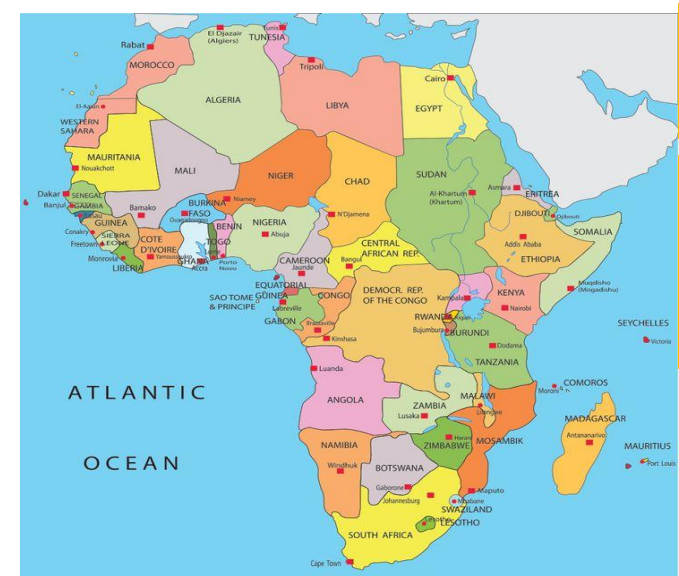 El Djazair
(Algiers)
Tunis
TUNISIA
Rabat
MOROCCO
Tripoli
Cairo
ALGERIA
LIBYA
EGYPT
El-Aaiun
WESTERN
SAHARA
MAURITANIA
Nouakchott
MALI
NIGER
CHAD
SUDAN
Al-Khartum
(Khartum)
Asmara
ERITREA
Dakar
SENEGAL
Banjul
GAMBIA
Bamako
BURKINA
FASO
Ouagadougou
Niamey
N'Djamena
DJIBOUTI
Djibouti
GUINEA
Conakry
SIERRA
LEONE
Freetown
COTE
D'IVOIRE
Yamoussoukro
GHANA
Accra
TOGO
BENIN
Porto
Novo
NIGERIA
Abuja
Addis Ababa
ETHIOPIA
SOMALIA
Monrovia
LIBERIA
CAMEROON
Jaunde
CENTRAL
AFRICAN REP.
Bangui
EQUATORIAL
GUINEA
SAO TOME
& PRINCIPE
Libreville
GABON
CONGO
Brazzaville
Kinshasa
DEMOCR. REP.
OF THE CONGO
Kampala
KENYA
Nairobi
Muqdisho
(Mogadishu)
RWANDA
Bujumbura
BURUNDI
Dodoma
TANZANIA
SEYCHELLES
Victoria
Luanda
ANGOLA
ZAMBIA
Lusaka
MALAWI
Lilongwe
COMOROS
Moroni
ATLANTIC
OCEAN
MADAGASCAR
Antananarivo
MAURITIUS
Port Louis
NAMIBIA
Windhuk
BOTSWANA
Gaborone
ZIMBABWE
Harare
MOSAMBIK
Maputo
Johannesburg
Mbabane
SWAZILAND
Lesotho
LESOTHO
SOUTH AFRICA
Cape Town